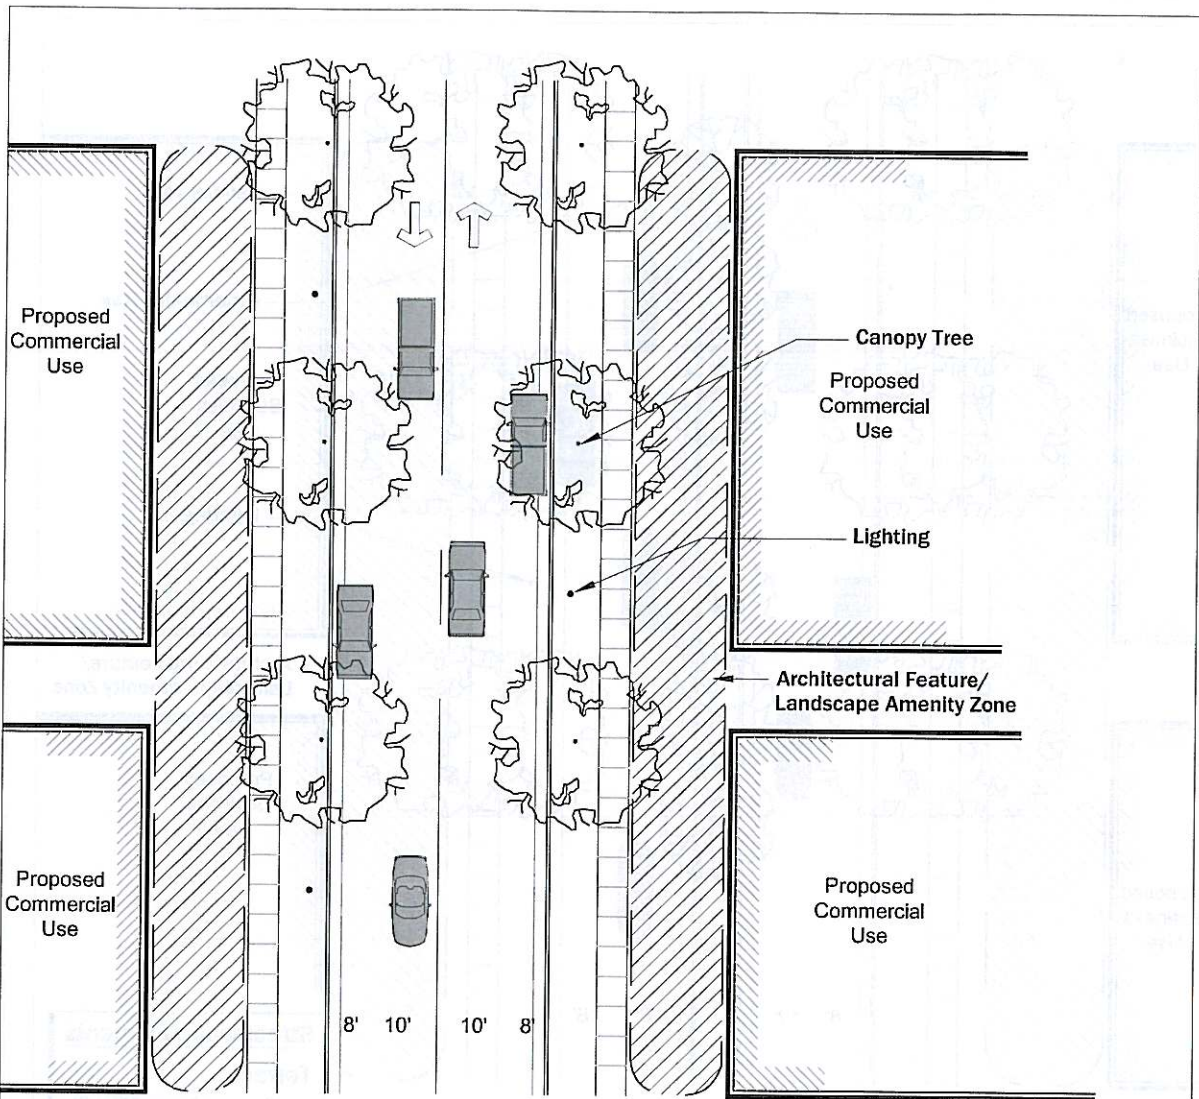 Proposed
Commercial
Use
Canopy Tree
Proposed
Commercial
Use
Lighting
Architectural Feature/
Landscape Amenity Zone
Proposed
Commercial
Use
Proposed
Commercial
Use
8' 10' 10' 8'